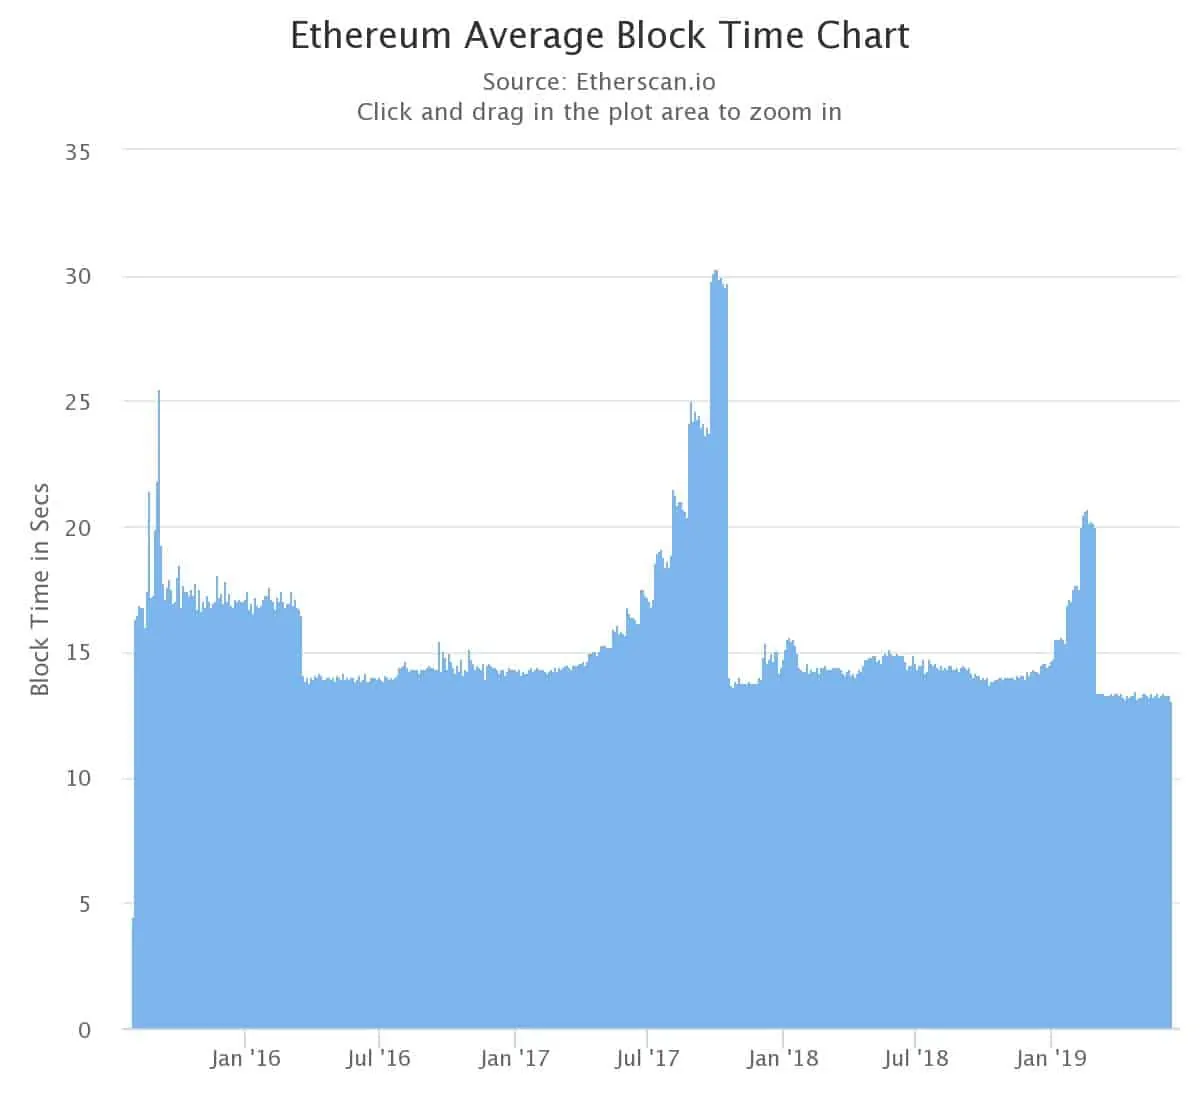 Ethereum Average Block Time Chart
Source: Etherscan.io
Click and drag in the plot area to zoom in
35
30
25
20
15
10
5
0
Block Time in Secs
Jan '16
Jul '16
Jan '17
Jul '17
Jan '18
Jul '18
Jan '19